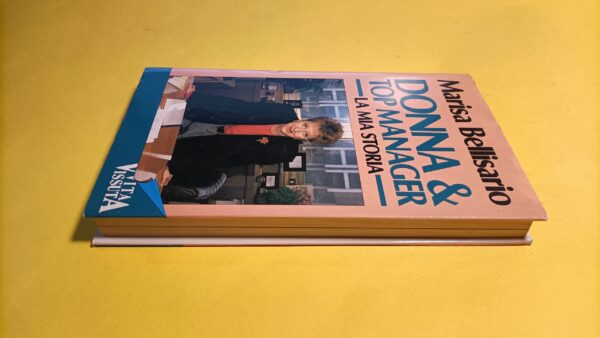 Marisa Bellisario
DONNA &
TOP MANAGER
LA MIA STORIA
VITA
VISSUTA